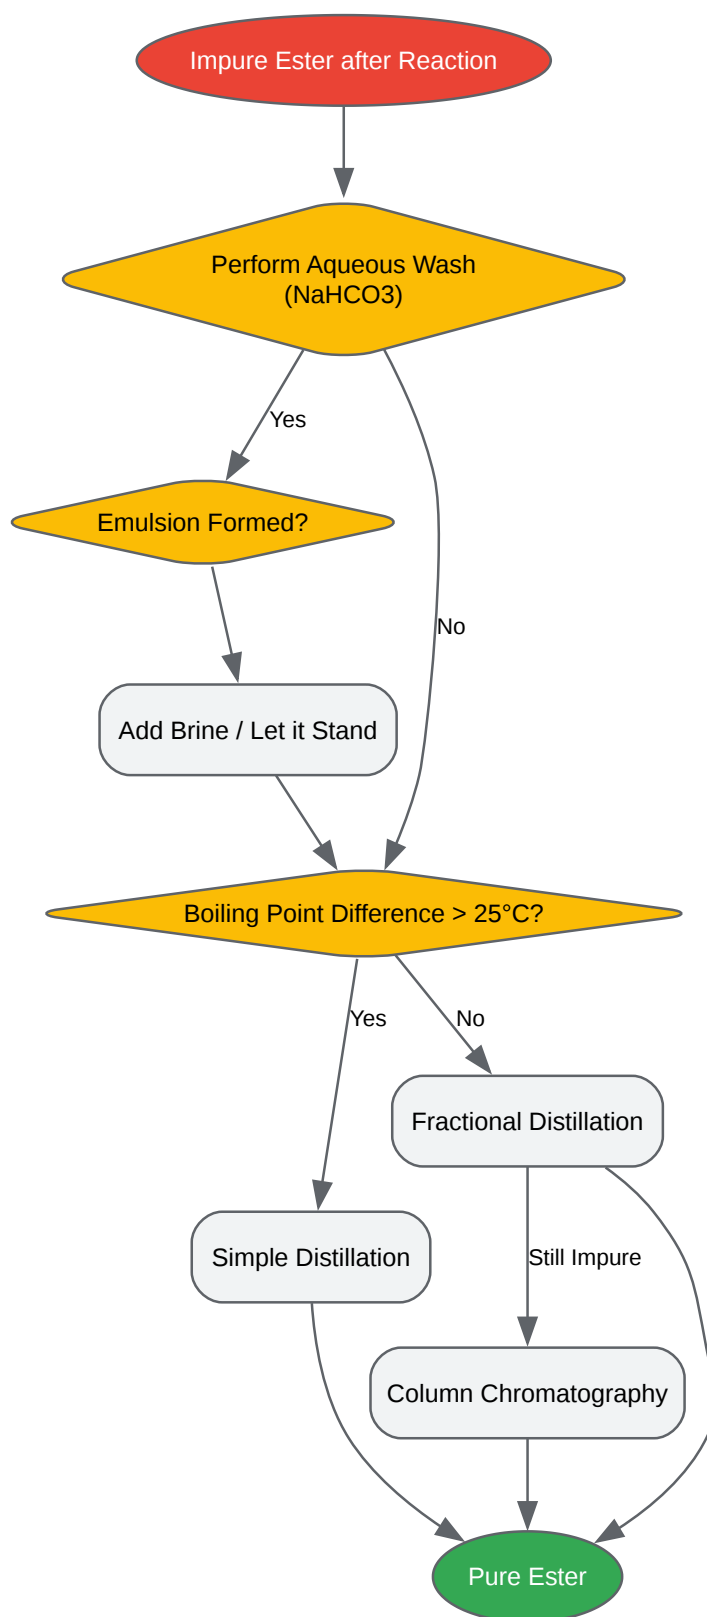 Impure Ester after Reaction
Perform Aqueous Wash
(NaHCO3)
Yes
Emulsion Formed?
No
Add Brine / Let it Stand
Boiling Point Difference > 25°C?
Yes
No
Fractional Distillation
Simple Distillation
Still Impure
Column Chromatography
Pure Ester